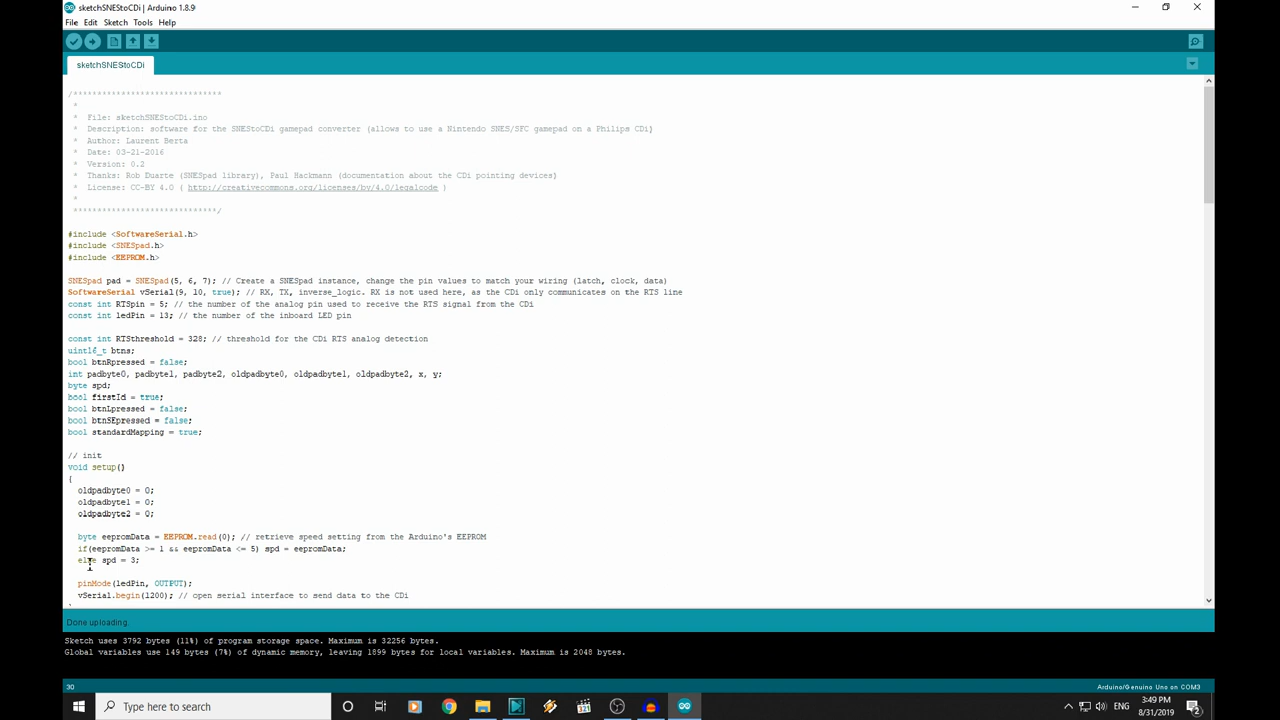 sketchSNEStoCDi | Arduino 1.8.9
File Edit Sketch Tools Help
sketchSNEStoCDi
/*******************************
*
* File: sketchSNEStoCDi.ino
* Description: software for the SNEStoCDi gamepad converter (allows to use a Nintendo SNES/SFC gamepad on a Philips CDi)
* Author: Laurent Berta
* Date: 03-21-2016
* Version: 0.2
* Thanks: Rob Duarte (SNESpad library), Paul Hackmann (documentation about the CDi pointing devices)
* License: CC-BY 4.0 ( http://creativecommons.org/licenses/by/4.0/legalcode )
*
*******************************/
#include <SoftwareSerial.h>
#include <SNESpad.h>
#include <EEPROM.h>
SNESpad pad = SNESpad(5, 6, 7); // Create a SNESpad instance, change the pin values to match your wiring (latch, clock, data)
SoftwareSerial vSerial(9, 10, true); // RX, TX, inverse_logic. RX is not used here, as the CDi only communicates on the RTS line
const int RTSpin = 5; // the number of the analog pin used to receive the RTS signal from the CDi
const int ledPin = 13; // the number of the inboard LED pin
const int RTSthreshold = 328; // threshold for the CDi RTS analog detection
uint16_t btns;
bool btnRpressed = false;
int padbyte0, padbyte1, padbyte2, oldpadbyte0, oldpadbyte1, oldpadbyte2, x, y;
byte spd;
bool firstId = true;
bool btnLpressed = false;
bool btnSEpressed = false;
bool standardMapping = true;
// init
void setup()
{
oldpadbyte0 = 0;
oldpadbyte1 = 0;
oldpadbyte2 = 0;
byte eepromData = EEPROM.read(0); // retrieve speed setting from the Arduino's EEPROM
if(eepromData >= 1 && eepromData <= 5) spd = eepromData;
else spd = 3;
pinMode(ledPin, OUTPUT);
vSerial.begin(1200); // open serial interface to send data to the CDi
Done uploading.
Sketch uses 3792 bytes (11%) of program storage space. Maximum is 32256 bytes.
Global variables use 149 bytes (7%) of dynamic memory, leaving 1899 bytes for local variables. Maximum is 2048 bytes.
30 Arduino/Genuino Uno on COM3
Type here to search
ENG
3:49 PM
8/31/2019
2